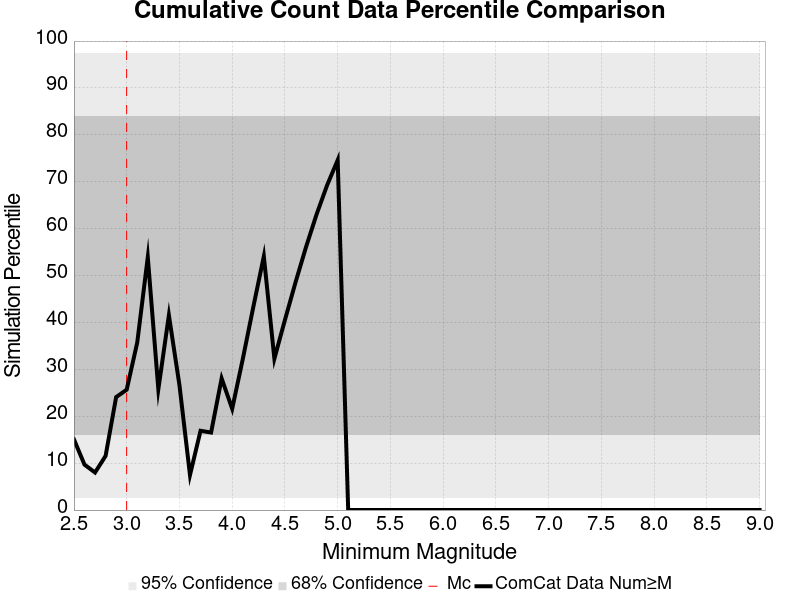 Cumulative Count Data Percentile Comparison
Simulation Percentile
100
90
80
70
60
50
40
30
20
10
0
2.5 3.0 3.5 4.0 4.5 5.0 5.5 6.0 6.5 7.0 7.5 8.0 8.5 9.0
Minimum Magnitude
95% Confidence 68% Confidence Mc ComCat Data Num≥M